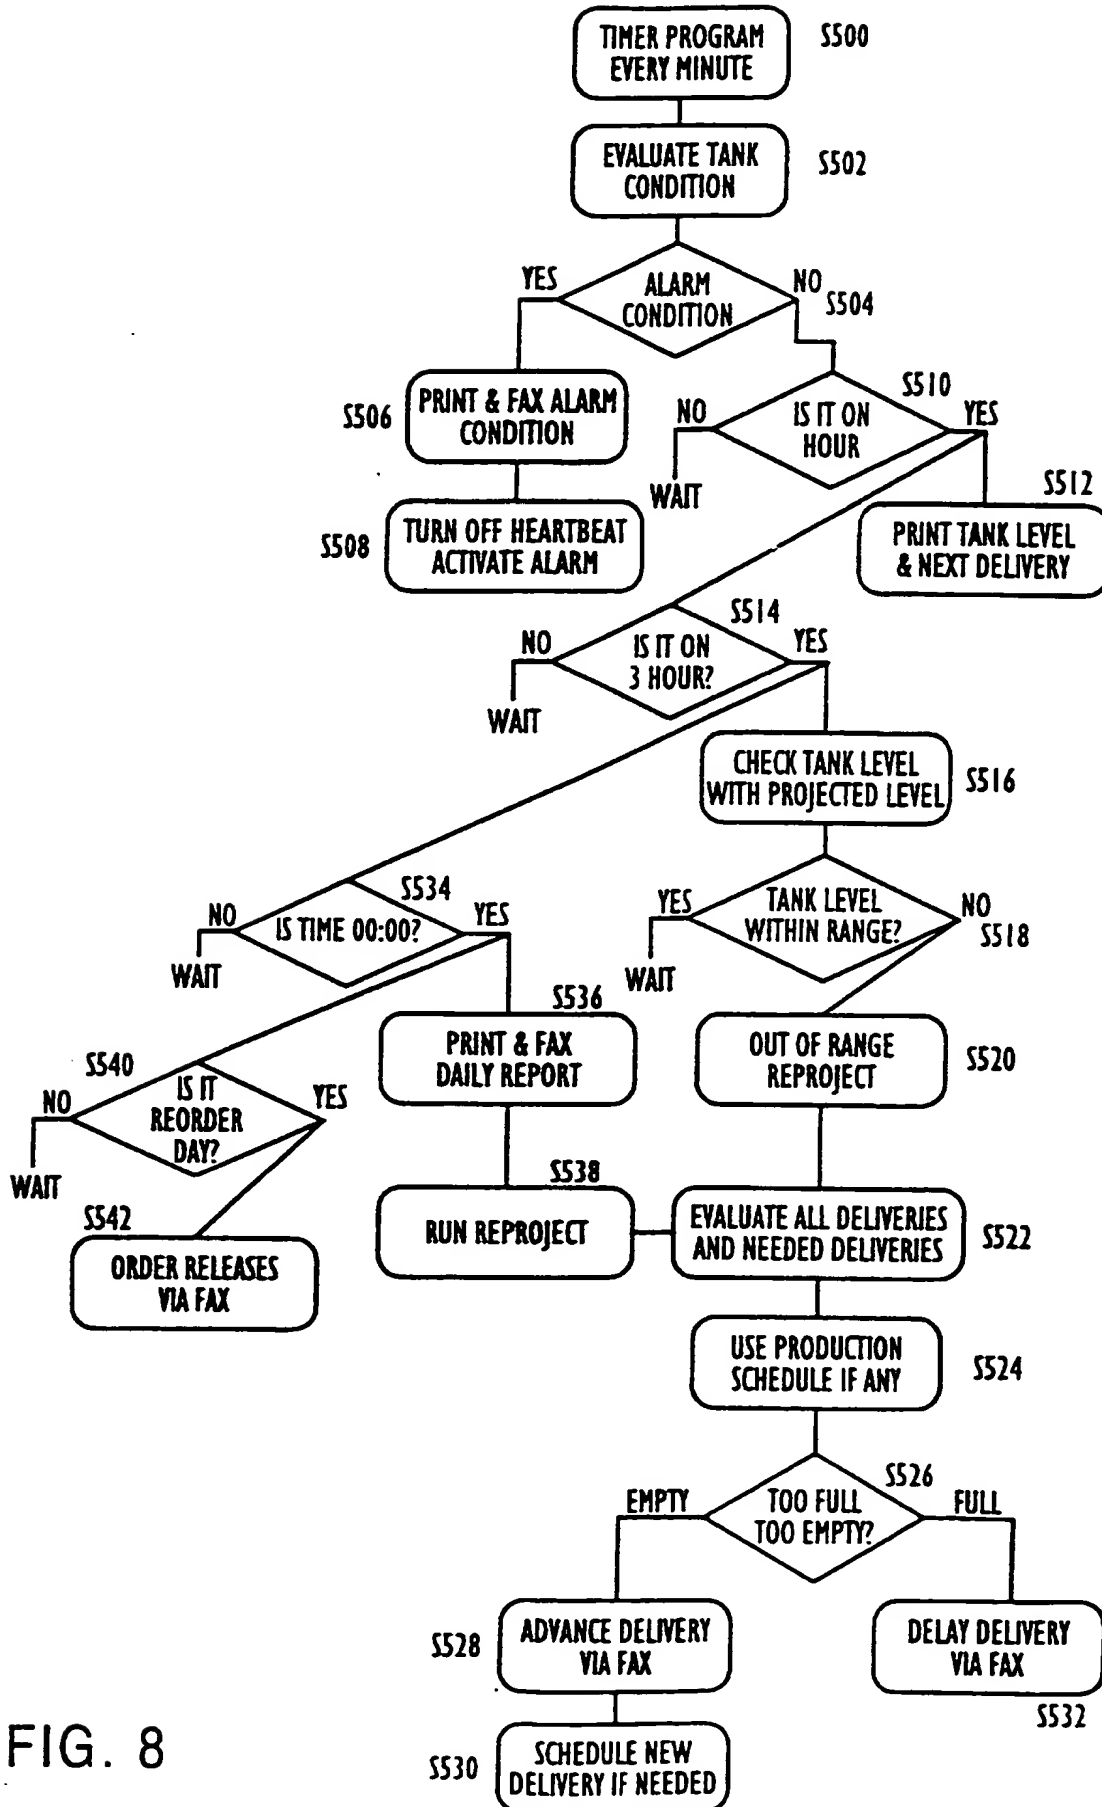 TIMER PROGRAM
EVERY MINUTE
S500
EVALUATE TANK
CONDITION
S502
YES
ALARM
CONDITION
NO
S504
S506
PRINT & FAX ALARM
CONDITION
NO
IS IT ON
HOUR
S510
YES
WAIT
S512
S508
TURN OFF HEARTBEAT
ACTIVATE ALARM
PRINT TANK LEVEL
& NEXT DELIVERY
S514
NO
IS IT ON
3 HOUR?
YES
WAIT
CHECK TANK LEVEL
WITH PROJECTED LEVEL
S516
S534
NO
IS TIME 00:00?
YES
WAIT
YES
TANK LEVEL
WITHIN RANGE?
NO
S518
WAIT
S536
PRINT & FAX
DAILY REPORT
OUT OF RANGE
REPROJECT
S520
S540
NO
IS IT
REORDER
DAY?
YES
WAIT
S538
RUN REPROJECT
EVALUATE ALL DELIVERIES
AND NEEDED DELIVERIES
S522
S542
ORDER RELEASES
VIA FAX
USE PRODUCTION
SCHEDULE IF ANY
S524
S526
EMPTY
TOO FULL
TOO EMPTY?
FULL
S528
ADVANCE DELIVERY
VIA FAX
DELAY DELIVERY
VIA FAX
S532
S530
SCHEDULE NEW
DELIVERY IF NEEDED
FIG. 8